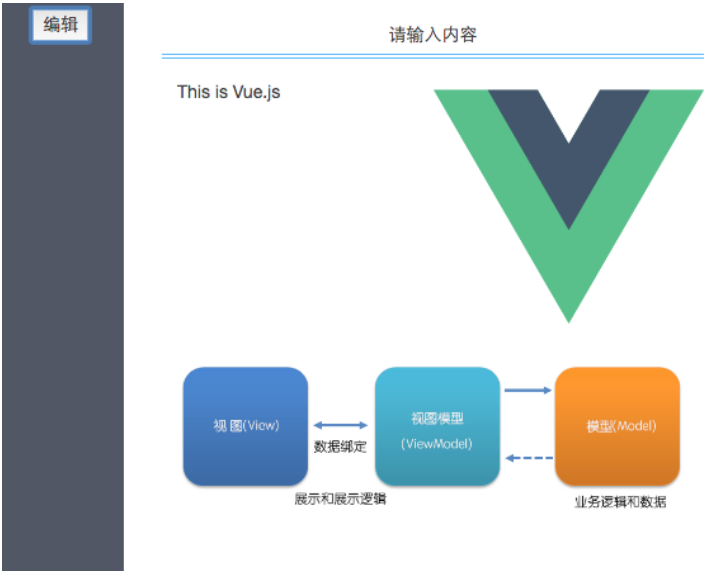 编辑
请输入内容
This is Vue.js
视图(View)
数据绑定
视图模型
(ViewModel)
模型(Model)
展示和展示逻辑
业务逻辑和数据